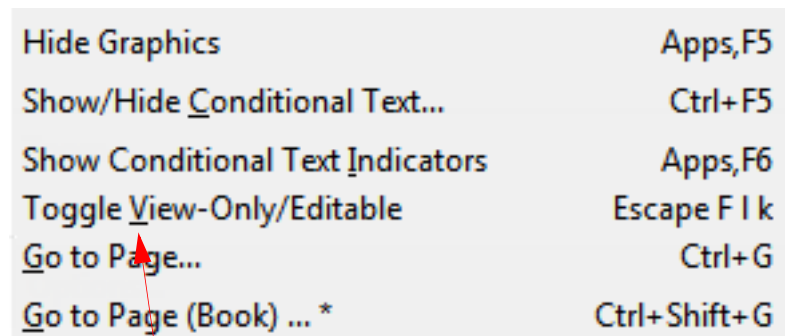 Hide Graphics Apps,F5
Show/Hide Conditional Text... Ctrl+F5
Show Conditional Text Indicators Apps,F6
Toggle View-Only/Editable Escape F l k
Go to Page... Ctrl+G
Go to Page (Book) ... * Ctrl+Shift+G